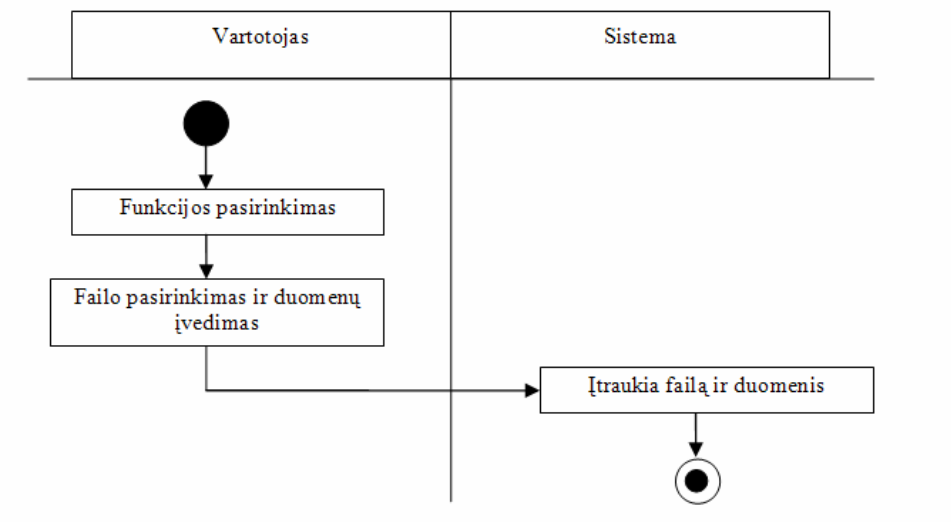 Vartotojas
Sistema
Funkcijos pasirinkimas
Failo pasirinkimas ir duomenų
įvedimas
Įtraukia failą ir duomenis